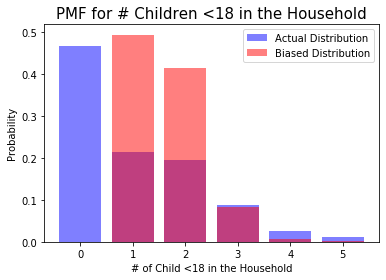 PMF for # Children <18 in the Household
Actual Distribution
Biased Distribution
Probability
0.5
0.4
0.3
0.2
0.1
0.0
0 1 2 3 4 5
# of Child <18 in the Household